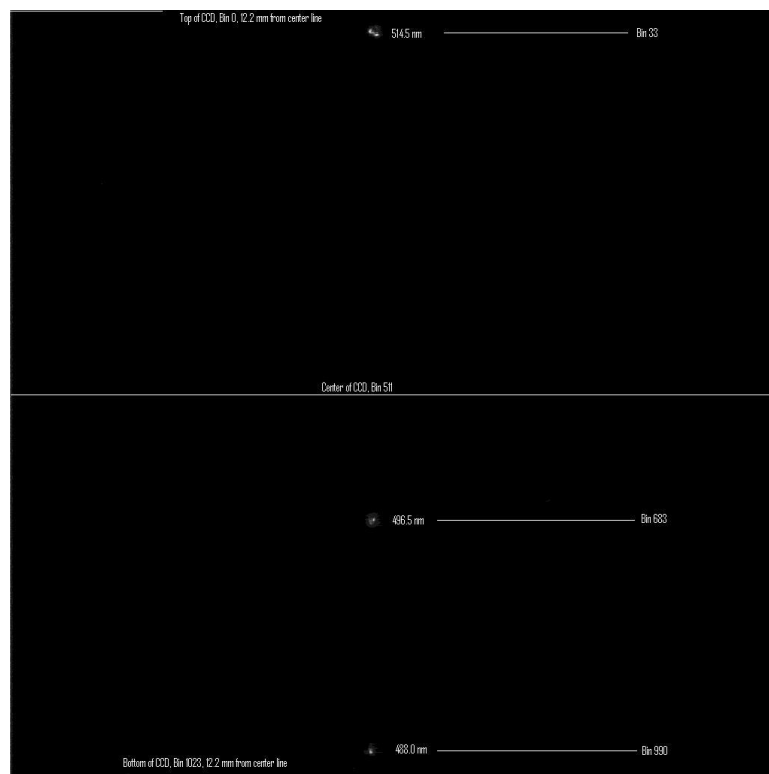 Top of CCD, Bin 0, 12.2 mm from center line
514.5 nm Bin 33
Center of CCD, Bin 511
496.5 nm Bin 683
488.0 nm Bin 990
Bottom of CCD, Bin 1023, 12.2 mm from center line